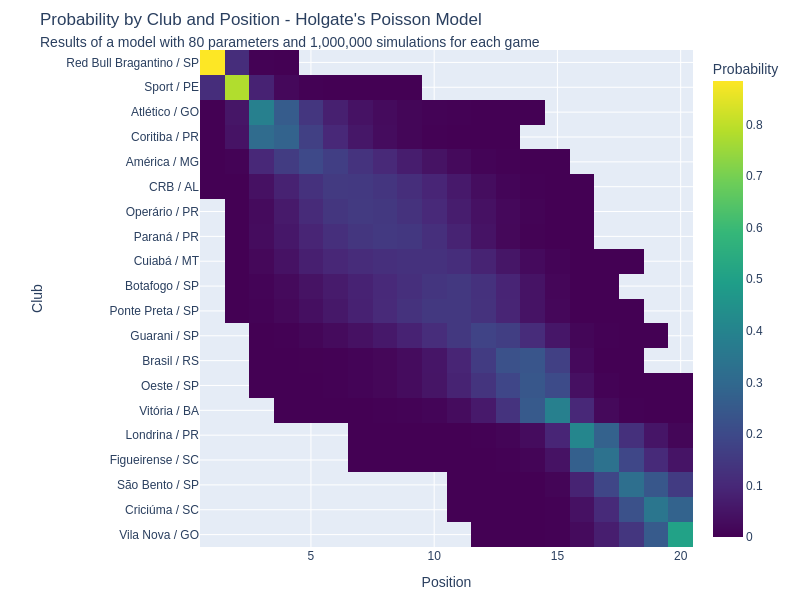 Probability by Club and Position - Holgate's Poisson Model
Results of a model with 80 parameters and 1,000,000 simulations for each game
Probability
Red Bull Bragantino / SP
Sport / PE
Atlético / GO
Coritiba / PR
América / MG
CRB / AL
Operário / PR
Paraná / PR
Cuiabá / MT
Botafogo / SP
Ponte Preta / SP
Guarani / SP
Brasil / RS
Oeste / SP
Vitória / BA
Londrina / PR
Figueirense / SC
São Bento / SP
Criciúma / SC
Vila Nova / GO
Club
5
10
15
20
Position
0.8
0.7
0.6
0.5
0.4
0.3
0.2
0.1
0